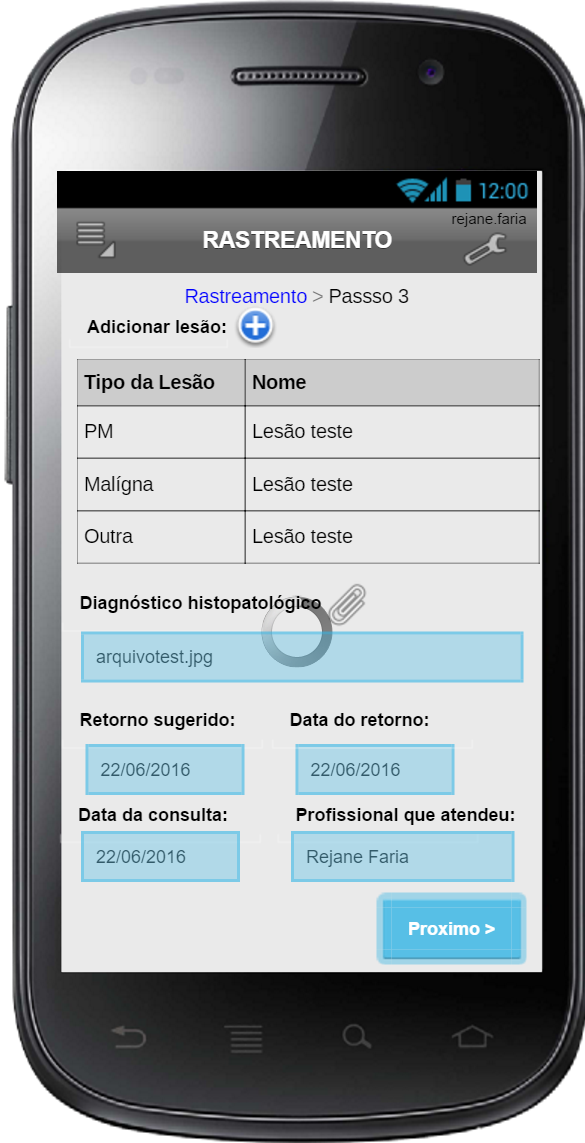 12:00
rejane.faria
RASTREAMENTO
Rastreamento > Passso 3
Adicionar lesão:
Tipo da Lesão Nome
PM Lesão teste
Malígna Lesão teste
Outra Lesão teste
Diagnóstico histopatológico
arquivotest.jpg
Retorno sugerido: Data do retorno:
22/06/2016 22/06/2016
Data da consulta: Profissional que atendeu:
22/06/2016 Rejane Faria
Proximo >